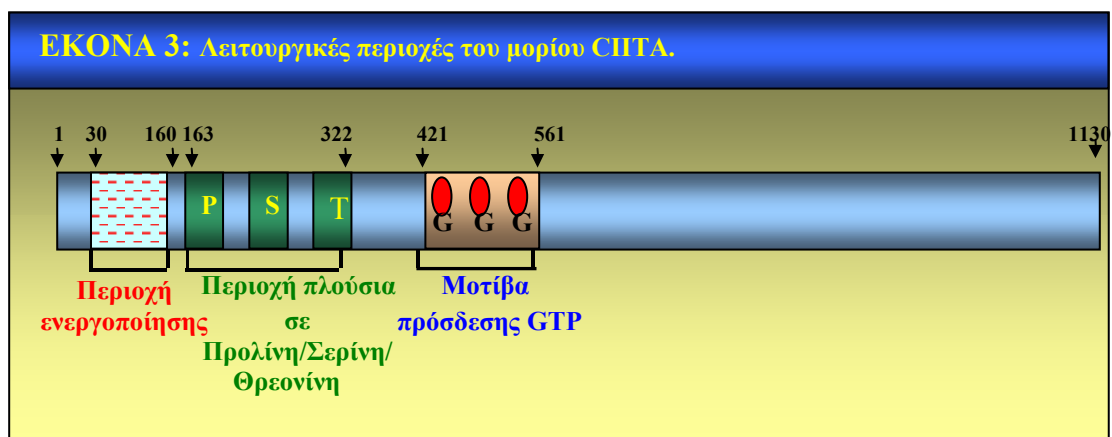 ΕΚΟΝΑ 3: Λειτουργικές περιοχές του μορίου CIITA.
1 30 160 163 322 421 561 1130
P S T G G G
Περιοχή
ενεργοποίησης
Περιοχή πλούσια
σε
Προλίνη/Σερίνη/
Θρεονίνη
Μοτίβα
πρόσδεσης GTP